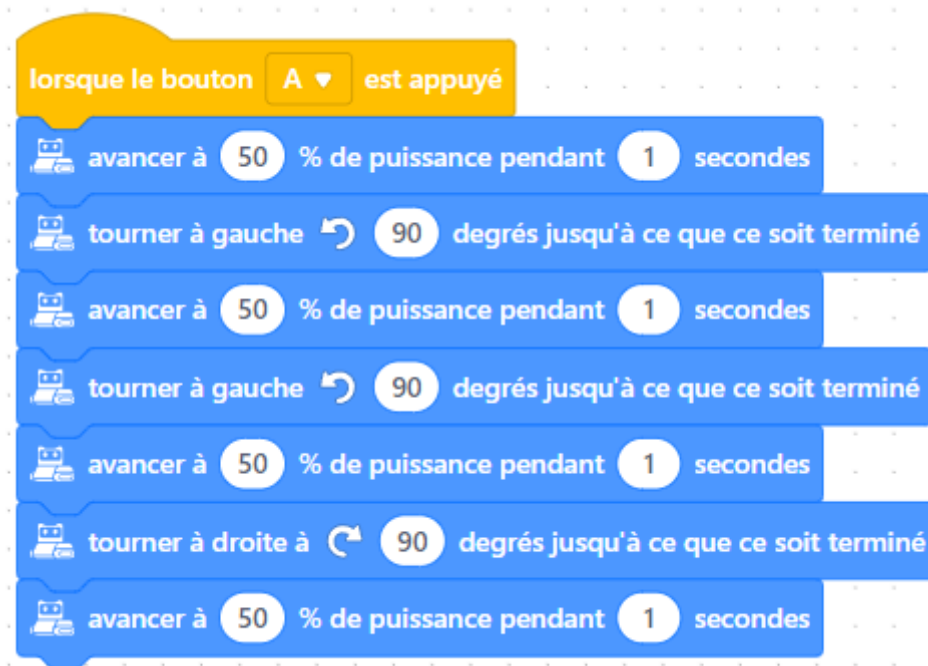 lorsque le bouton A est appuyé
avancer à 50 % de puissance pendant 1 secondes
tourner à gauche 90 degrés jusqu'à ce que ce soit terminé
avancer à 50 % de puissance pendant 1 secondes
tourner à gauche 90 degrés jusqu'à ce que ce soit terminé
avancer à 50 % de puissance pendant 1 secondes
tourner à droite à 90 degrés jusqu'à ce que ce soit terminé
avancer à 50 % de puissance pendant 1 secondes